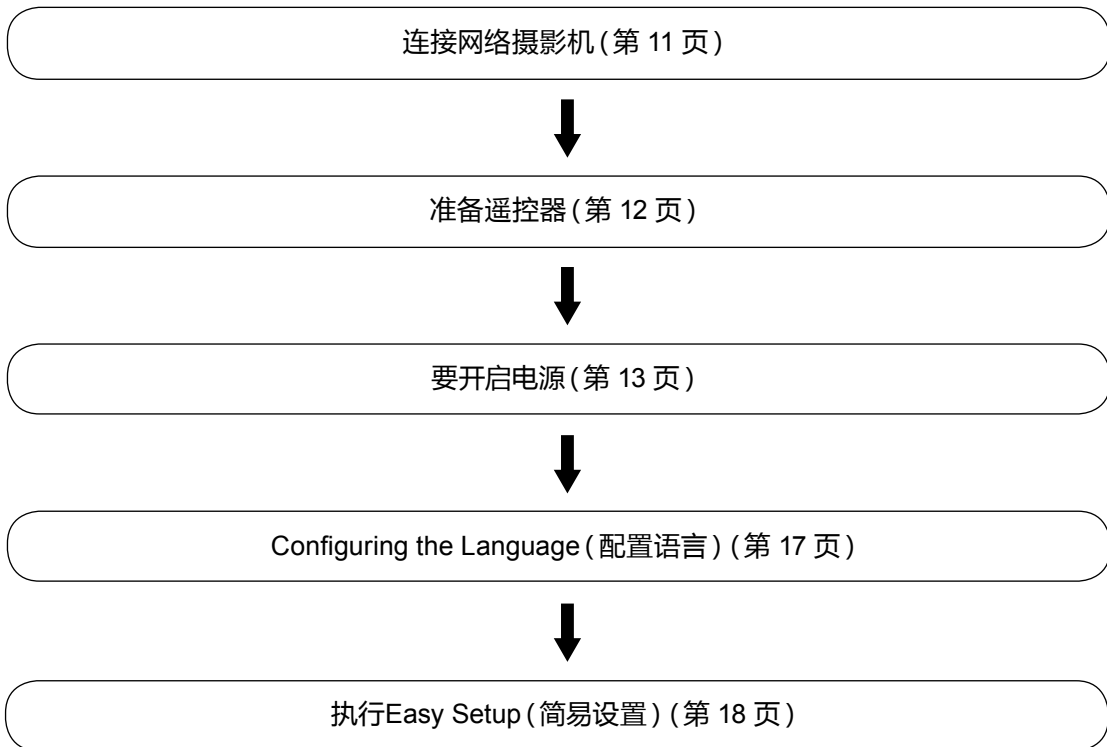 连接网络摄影机(第 11 页)
准备遥控器(第 12 页)
要开启电源(第 13 页)
Configuring the Language(配置语言)(第 17 页)
执行Easy Setup(简易设置)(第 18 页)